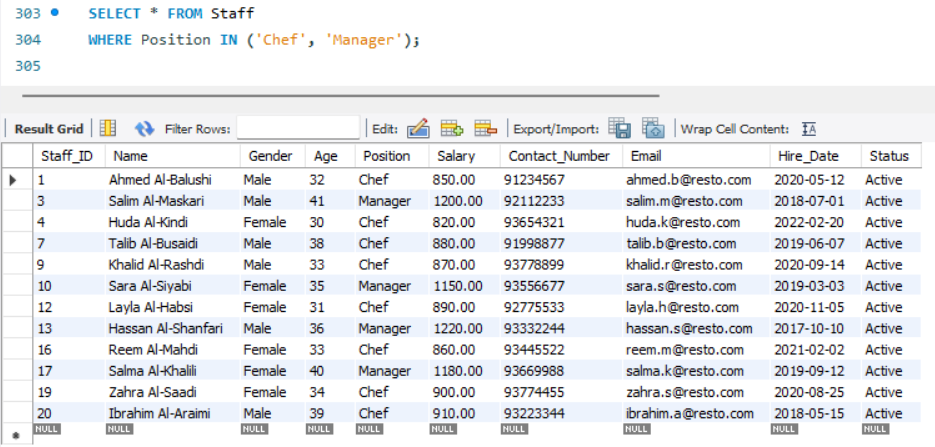 303 SELECT * FROM Staff
304 WHERE Position IN ('Chef', 'Manager');
305
Result Grid Filter Rows: Edit: Export/Import: Wrap Cell Content: IA
Staff_ID Name Gender Age Position Salary Contact_Number Email Hire_Date Status
1 Ahmed Al-Balushi Male 32 Chef 850.00 91234567 ahmed.b@resto.com 2020-05-12 Active
3 Salim Al-Maskari Male 41 Manager 1200.00 92112233 salim.m@resto.com 2018-07-01 Active
4 Huda Al-Kindi Female 30 Chef 820.00 93654321 huda.k@resto.com 2022-02-20 Active
7 Talib Al-Busaidi Male 38 Chef 880.00 91998877 talib.b@resto.com 2019-06-07 Active
9 Khalid Al-Rashdi Male 33 Chef 870.00 93778899 khalid.r@resto.com 2020-09-14 Active
10 Sara Al-Siyabi Female 35 Manager 1150.00 93556677 sara.s@resto.com 2019-03-03 Active
12 Layla Al-Habsi Female 31 Chef 890.00 92775533 layla.h@resto.com 2020-11-05 Active
13 Hassan Al-Shanfari Male 36 Manager 1220.00 93332244 hassan.s@resto.com 2017-10-10 Active
16 Reem Al-Mahdi Female 33 Chef 860.00 93445522 reem.m@resto.com 2021-02-02 Active
17 Salma Al-Khalili Female 40 Manager 1180.00 93669988 salma.k@resto.com 2019-09-12 Active
19 Zahra Al-Saadi Female 34 Chef 900.00 93774455 zahra.s@resto.com 2020-08-25 Active
20 Ibrahim Al-Araimi Male 39 Chef 910.00 93223344 ibrahim.a@resto.com 2018-05-15 Active
NULL NULL NULL NULL NULL NULL NULL NULL NULL NULL